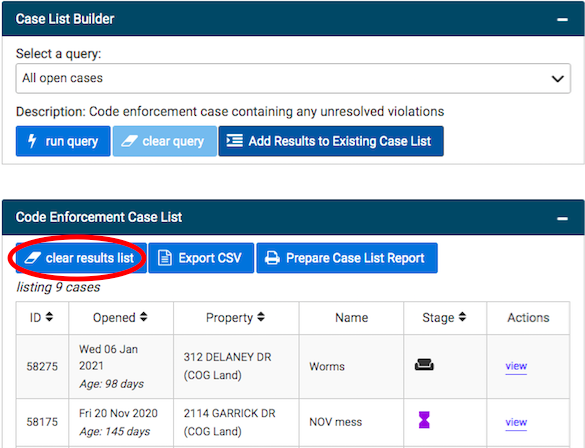 Case List Builder
Select a query:
All open cases
Description: Code enforcement case containing any unresolved violations
run query clear query Add Results to Existing Case List
Code Enforcement Case List
clear results list Export CSV Prepare Case List Report
listing 9 cases
ID Opened Property Name Stage Actions
58275 Wed 06 Jan 2021 Age: 98 days 312 DELANEY DR (COG Land) Worms view
58175 Fri 20 Nov 2020 Age: 145 days 2114 GARRICK DR (COG Land) NOV mess view